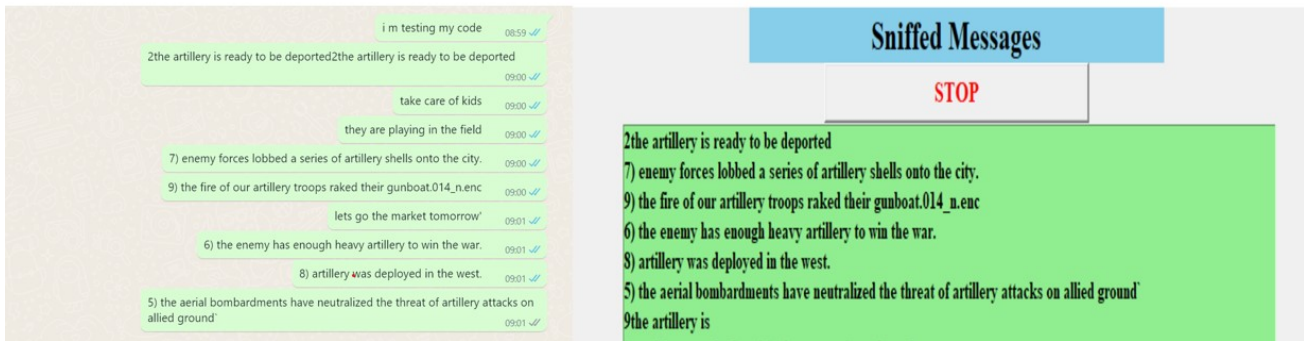 i m testing my code
08:59
2the artillery is ready to be deported2the artillery is ready to be deported
09:00
take care of kids
09:00
they are playing in the field
09:00
7) enemy forces lobbed a series of artillery shells onto the city.
09:00
9) the fire of our artillery troops raked their gunboat.014_n.enc
09:00
lets go the market tomorrow'
09:01
6) the enemy has enough heavy artillery to win the war.
09:01
8) artillery was deployed in the west.
09:01
5) the aerial bombardments have neutralized the threat of artillery attacks on
allied ground`
09:01
Sniffed Messages
STOP
2the artillery is ready to be deported
7) enemy forces lobbed a series of artillery shells onto the city.
9) the fire of our artillery troops raked their gunboat.014_n.enc
6) the enemy has enough heavy artillery to win the war.
8) artillery was deployed in the west.
5) the aerial bombardments have neutralized the threat of artillery attacks on allied ground`
9the artillery is